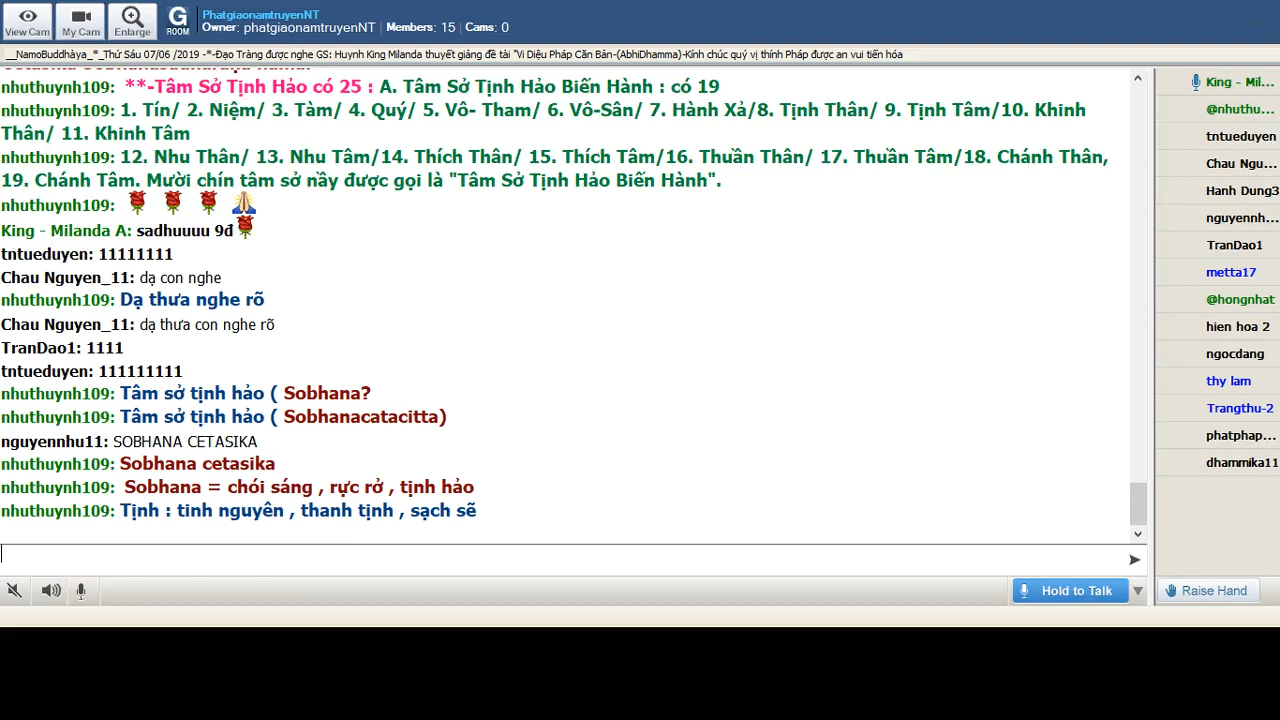 View Cam
My Cam
Enlarge
G
ROOM
PhatgiaonamtruyenNT
Owner: phatgiaonamtruyenNT | Members: 15 | Cams: 0
__NamoBuddhàya_*_Thứ Sáu 07/06 /2019 -*-Đạo Tràng được nghe GS: Huynh King Milanda thuyết giảng đề tài "Vi Diệu Pháp Căn Bản-(AbhiDhamma)-Kính chúc quý vị thính Pháp được an vui tiến hóa
nhuthuynh109: **-Tâm Sở Tịnh Hảo có 25 : A. Tâm Sở Tịnh Hảo Biến Hành : có 19
nhuthuynh109: 1. Tín/ 2. Niệm/ 3. Tàm/ 4. Quý/ 5. Vô- Tham/ 6. Vô-Sân/ 7. Hành Xả/8. Tịnh Thân/ 9. Tịnh Tâm/10. Khinh
Thân/ 11. Khinh Tâm
nhuthuynh109: 12. Nhu Thân/ 13. Nhu Tâm/14. Thích Thân/ 15. Thích Tâm/16. Thuần Thân/ 17. Thuần Tâm/18. Chánh Thân,
19. Chánh Tâm. Mười chín tâm sở nầy được gọi là "Tâm Sở Tịnh Hảo Biến Hành".
nhuthuynh109:
King - Milanda A: sadhuuuu 9đ
tntueduyen: 11111111
Chau Nguyen_11: dạ con nghe
nhuthuynh109: Dạ thưa nghe rõ
Chau Nguyen_11: dạ thưa con nghe rõ
TranDao1: 1111
tntueduyen: 111111111
nhuthuynh109: Tâm sở tịnh hảo ( Sobhana?
nhuthuynh109: Tâm sở tịnh hảo ( Sobhanacatacitta)
nguyennhu11: SOBHANA CETASIKA
nhuthuynh109: Sobhana cetasika
nhuthuynh109: Sobhana = chói sáng , rực rở , tịnh hảo
nhuthuynh109: Tịnh : tinh nguyên , thanh tịnh , sạch sẽ
King - Mil...
@nhuthu...
tntueduyen
Chau Ngu...
Hanh Dung3
nguyennh...
TranDao1
metta17
@hongnhat
hien hoa 2
ngocdang
thy lam
Trangthu-2
phatphap...
dhammika11
Hold to Talk
Raise Hand